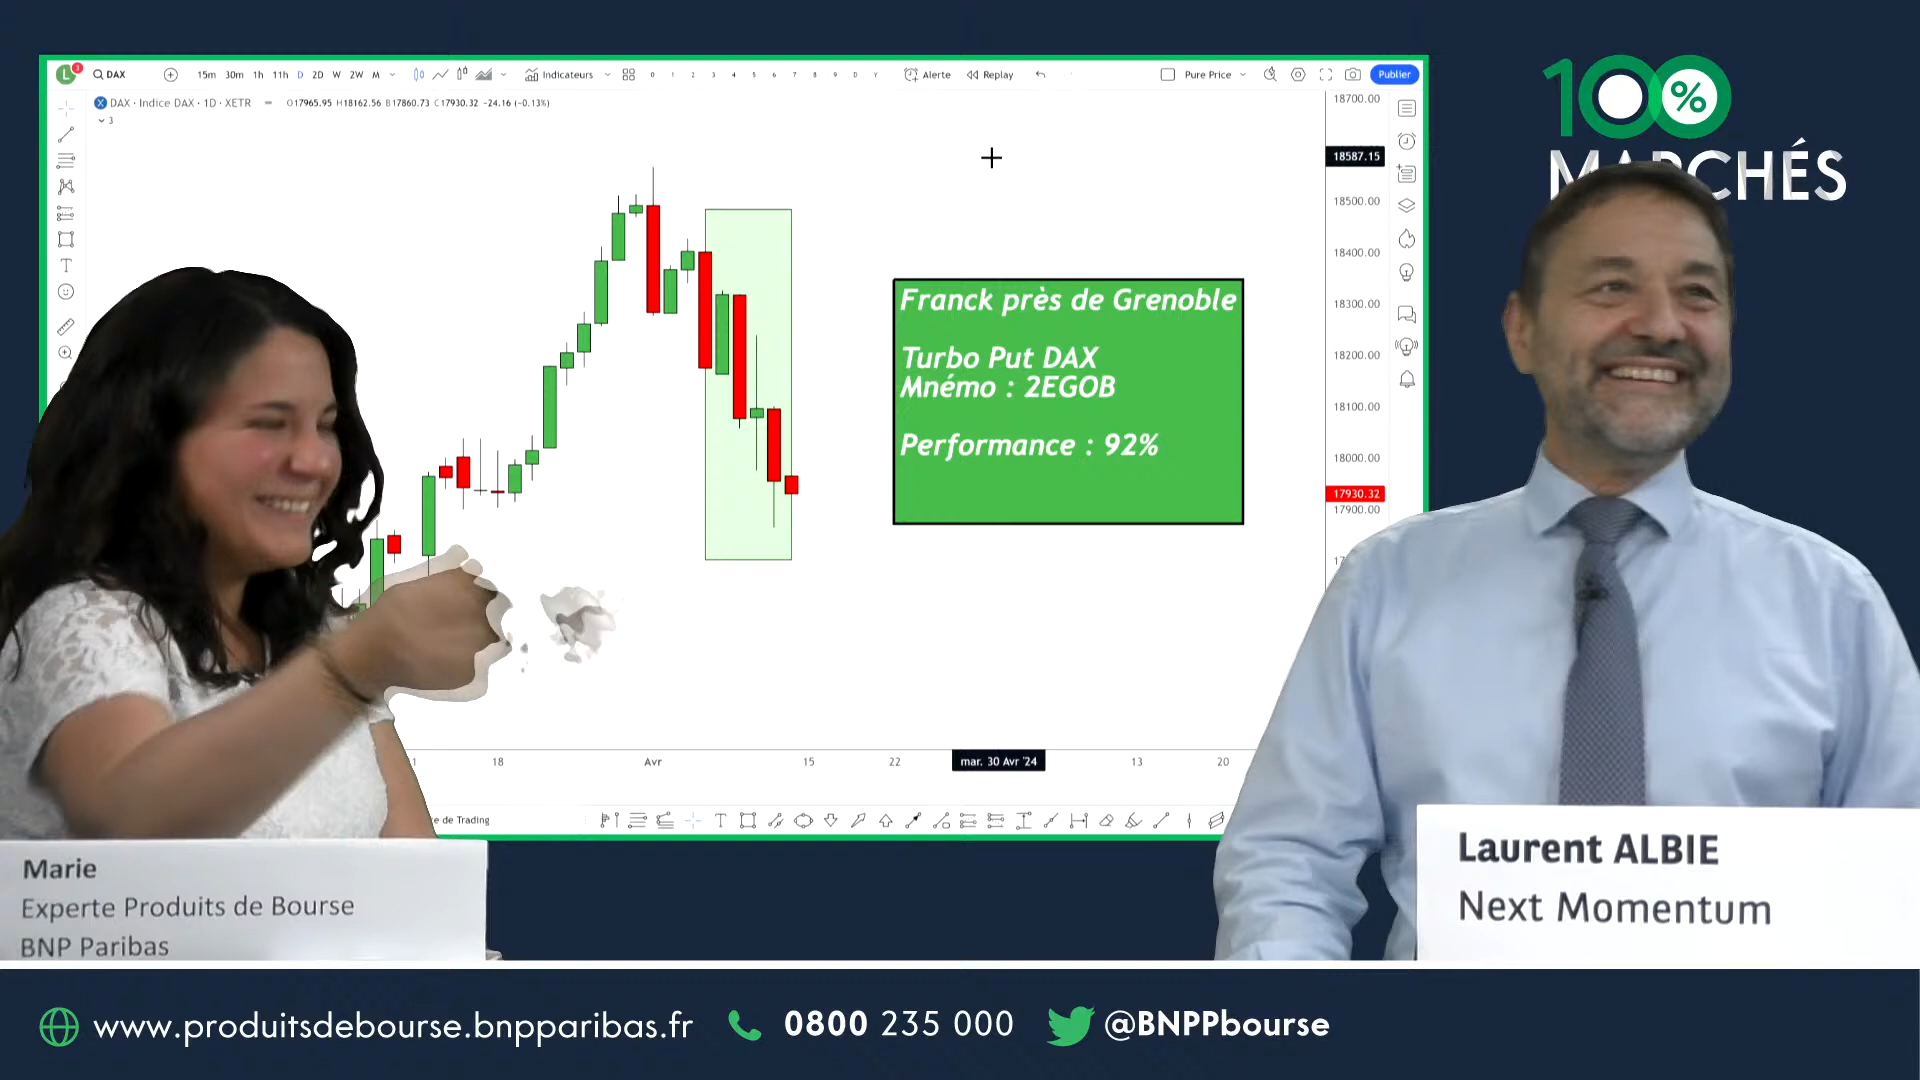 DAX
15m 30m 1h 11h D 2D W 2W M
Indicateurs
Alerte
Replay
Pure Price
Publier
DAX · Indice DAX · 1D · XETR
O17965.95 H18162.56 B17860.73 C17930.32 -24.16 (-0.13%)
3
18700.00
18587.15
18500.00
18400.00
18300.00
18200.00
18100.00
18000.00
17930.32
17900.00
100%
MARCHÉS
Franck près de Grenoble
Turbo Put DAX
Mnémo : 2EGOB
Performance : 92%
18 Avr 15 22 mar. 30 Avr '24 13 20
de Trading
Marie
Experte Produits de Bourse
BNP Paribas
Laurent ALBIE
Next Momentum
www.produitsdebourse.bnpparibas.fr 0800 235 000 @BNPPbourse